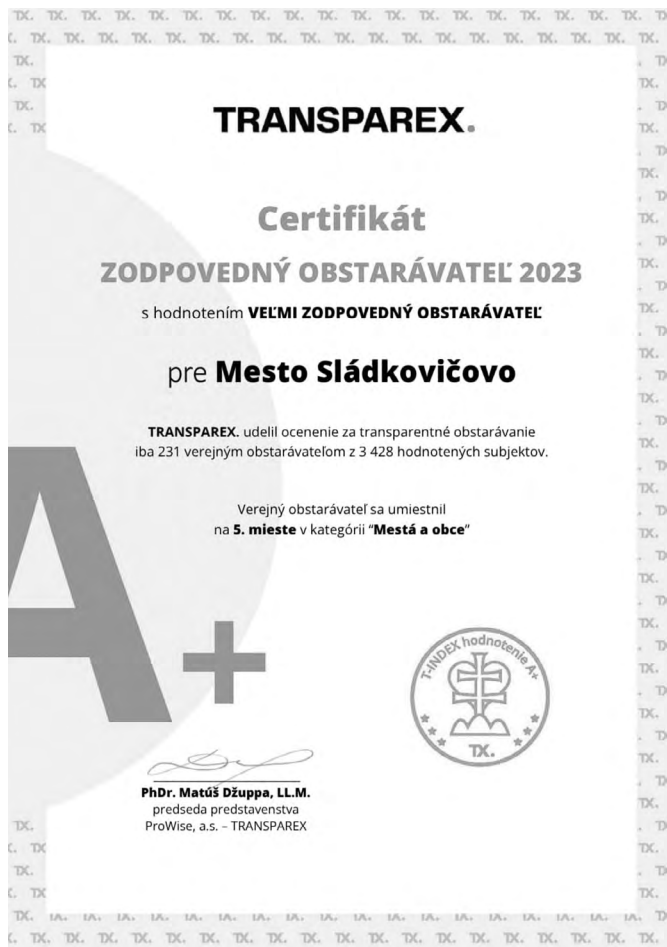 TRANSPAREX.
Certifikát
ZODPOVEDNÝ OBSTARÁVATEĽ 2023
s hodnotením VEĽMI ZODPOVEDNÝ OBSTARÁVATEĽ
pre Mesto Sládkovičovo
TRANSPAREX. udelil ocenenie za transparentné obstarávanie
iba 231 verejným obstarávateľom z 3 428 hodnotených subjektov.
Verejný obstarávateľ sa umiestnil
na 5. mieste v kategórii “Mestá a obce”
A+
T-INDEX hodnotenie A+
TX.
PhDr. Matúš Džuppa, LL.M.
predseda predstavenstva
ProWise, a.s. – TRANSPAREX